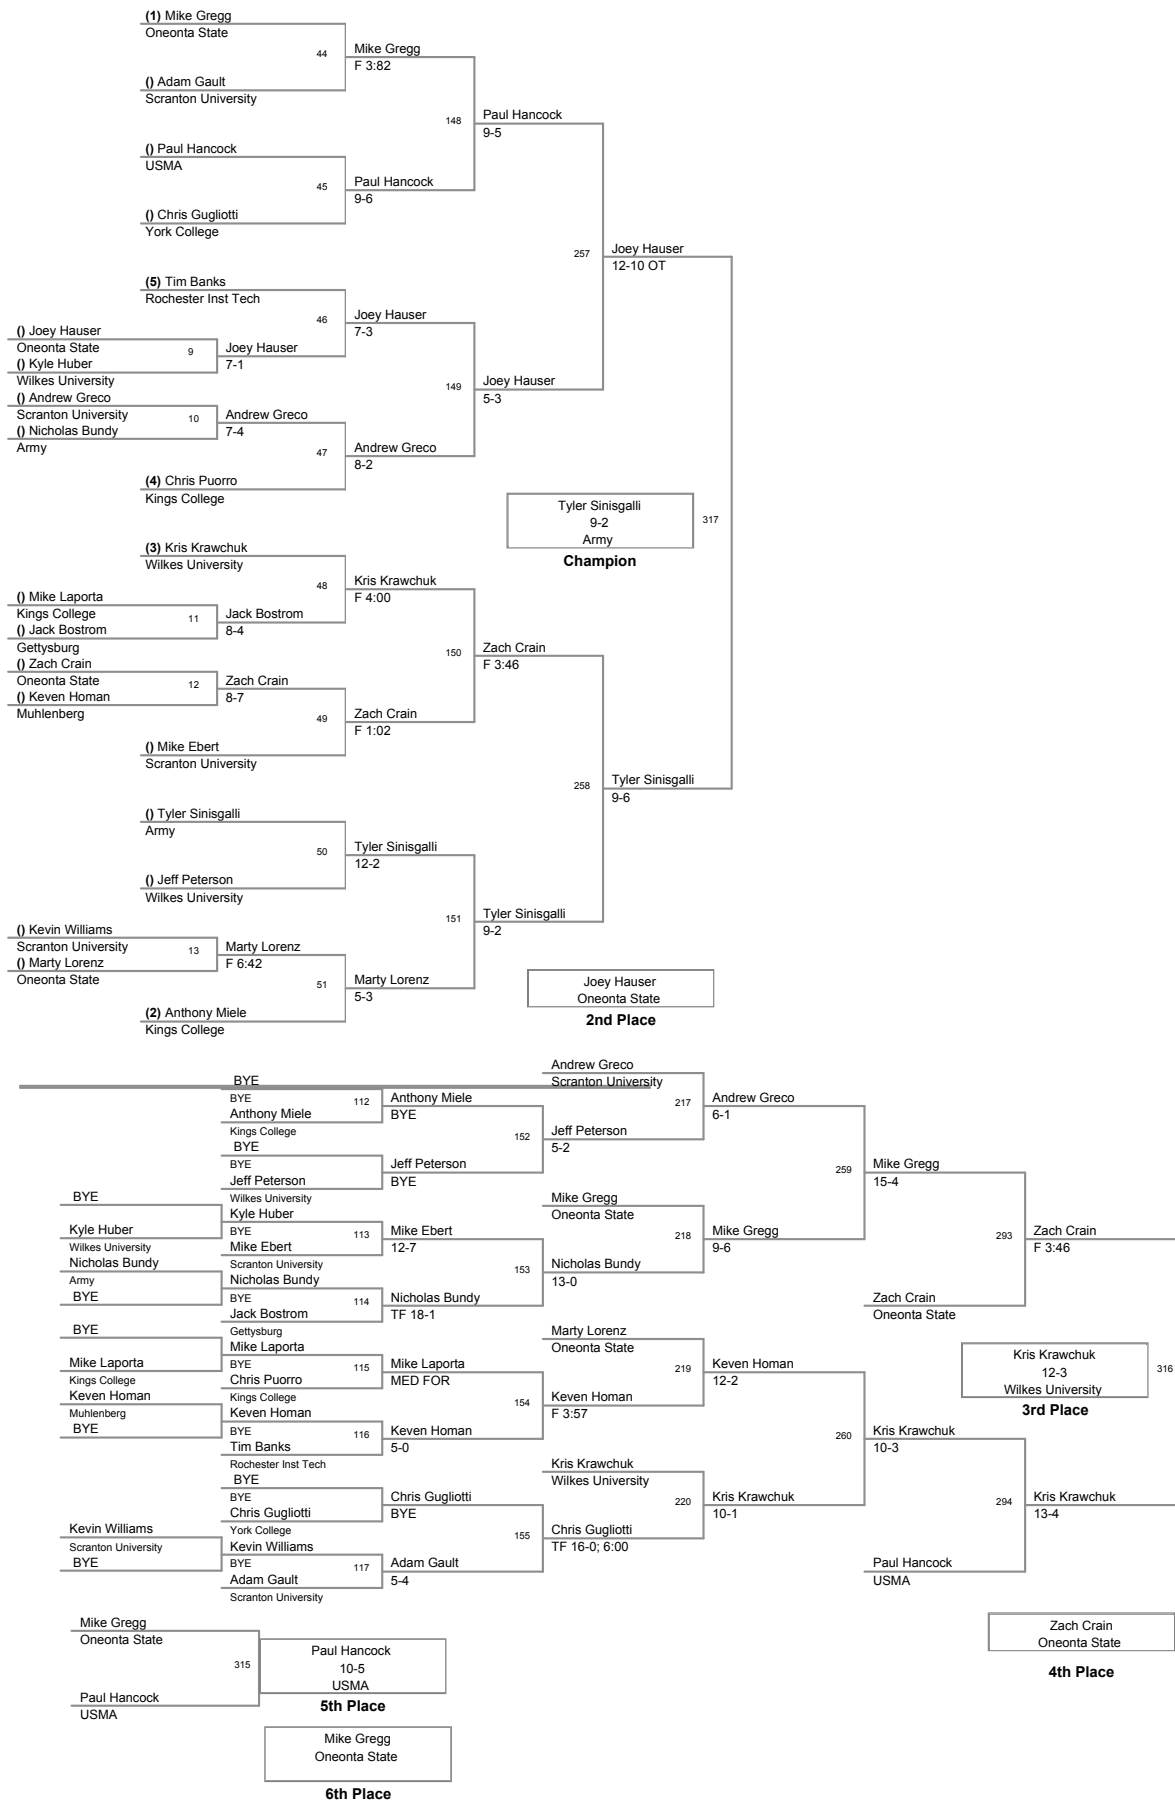 (1) Mike Gregg
Oneonta State
44
Mike Gregg
F 3:82
() Adam Gault
Scranton University
148
Paul Hancock
9-5
() Paul Hancock
USMA
45
Paul Hancock
9-6
() Chris Gugliotti
York College
257
Joey Hauser
12-10 OT
(5) Tim Banks
Rochester Inst Tech
46
Joey Hauser
7-3
() Joey Hauser
Oneonta State
9
Joey Hauser
7-1
() Kyle Huber
Wilkes University
149
Joey Hauser
5-3
() Andrew Greco
Scranton University
10
Andrew Greco
7-4
() Nicholas Bundy
Army
47
Andrew Greco
8-2
(4) Chris Puorro
Kings College
Tyler Sinisgalli
9-2
Army
317
Champion
(3) Kris Krawchuk
Wilkes University
48
Kris Krawchuk
F 4:00
() Mike Laporta
Kings College
11
Jack Bostrom
8-4
() Jack Bostrom
Gettysburg
150
Zach Crain
F 3:46
() Zach Crain
Oneonta State
12
Zach Crain
8-7
() Keven Homan
Muhlenberg
49
Zach Crain
F 1:02
() Mike Ebert
Scranton University
258
Tyler Sinisgalli
9-6
() Tyler Sinisgalli
Army
50
Tyler Sinisgalli
12-2
() Jeff Peterson
Wilkes University
151
Tyler Sinisgalli
9-2
() Kevin Williams
Scranton University
13
Marty Lorenz
F 6:42
() Marty Lorenz
Oneonta State
51
Marty Lorenz
5-3
(2) Anthony Miele
Kings College
Joey Hauser
Oneonta State
2nd Place
Andrew Greco
Scranton University
BYE
BYE
112
Anthony Miele
BYE
Anthony Miele
Kings College
217
Andrew Greco
6-1
152
Jeff Peterson
5-2
BYE
BYE
Jeff Peterson
BYE
Jeff Peterson
Wilkes University
259
Mike Gregg
15-4
BYE
Kyle Huber
Wilkes University
Kyle Huber
BYE
113
Mike Ebert
12-7
Mike Ebert
Scranton University
Mike Gregg
Oneonta State
218
Mike Gregg
9-6
153
Nicholas Bundy
13-0
Nicholas Bundy
Army
BYE
Nicholas Bundy
BYE
114
Nicholas Bundy
TF 18-1
Jack Bostrom
Gettysburg
293
Zach Crain
F 3:46
Zach Crain
Oneonta State
BYE
Mike Laporta
Kings College
Mike Laporta
BYE
115
Mike Laporta
MED FOR
Chris Puorro
Kings College
Marty Lorenz
Oneonta State
219
Keven Homan
12-2
154
Keven Homan
F 3:57
Kris Krawchuk
12-3
Wilkes University
316
3rd Place
Keven Homan
Muhlenberg
BYE
Keven Homan
BYE
116
Keven Homan
5-0
Tim Banks
Rochester Inst Tech
260
Kris Krawchuk
10-3
Kris Krawchuk
Wilkes University
220
Kris Krawchuk
10-1
BYE
BYE
Chris Gugliotti
BYE
Chris Gugliotti
York College
155
Chris Gugliotti
TF 16-0; 6:00
294
Kris Krawchuk
13-4
Kevin Williams
Scranton University
BYE
Kevin Williams
BYE
117
Adam Gault
5-4
Adam Gault
Scranton University
Paul Hancock
USMA
Mike Gregg
Oneonta State
315
Paul Hancock
10-5
USMA
5th Place
Paul Hancock
USMA
Zach Crain
Oneonta State
4th Place
Mike Gregg
Oneonta State
6th Place